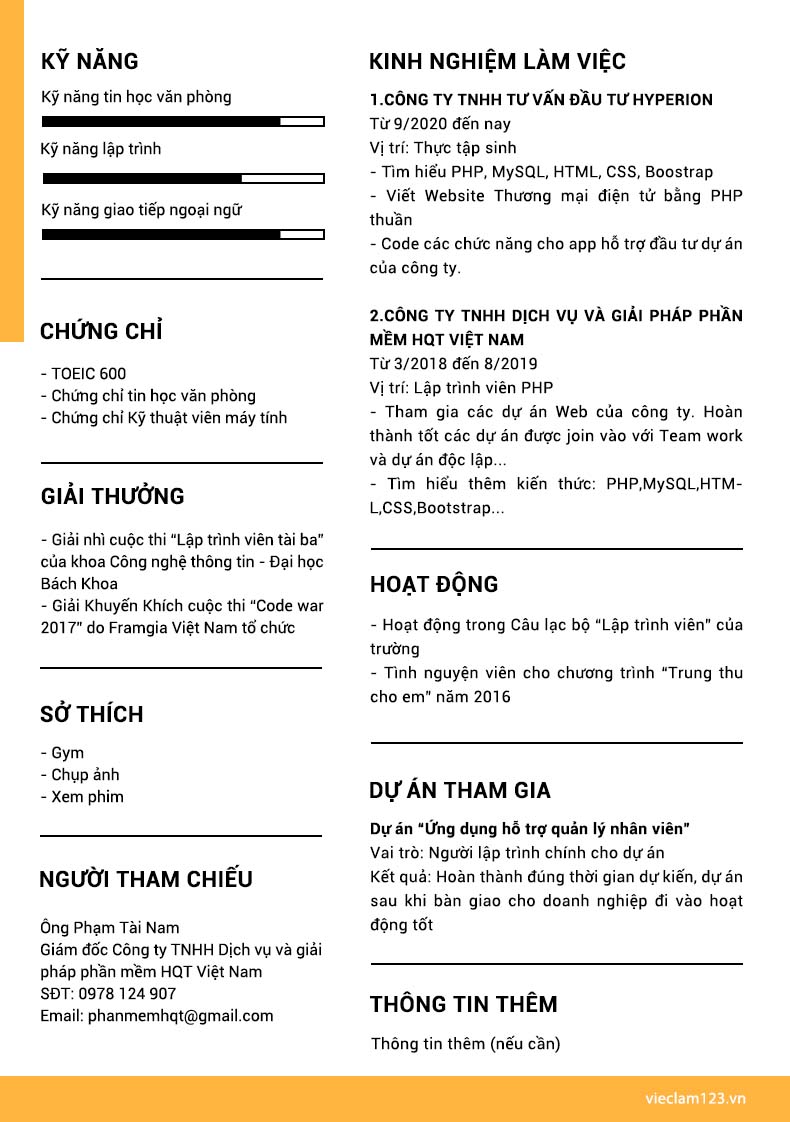 KỸ NĂNG
Kỹ năng tin học văn phòng
Kỹ năng lập trình
Kỹ năng giao tiếp ngoại ngữ
CHỨNG CHỈ
- TOEIC 600
- Chứng chỉ tin học văn phòng
- Chứng chỉ Kỹ thuật viên máy tính
GIẢI THƯỞNG
- Giải nhì cuộc thi “Lập trình viên tài ba”
của khoa Công nghệ thông tin - Đại học
Bách Khoa
- Giải Khuyến Khích cuộc thi “Code war
2017” do Framgia Việt Nam tổ chức
SỞ THÍCH
- Gym
- Chụp ảnh
- Xem phim
NGƯỜI THAM CHIẾU
Ông Phạm Tài Nam
Giám đốc Công ty TNHH Dịch vụ và giải
pháp phần mềm HQT Việt Nam
SĐT: 0978 124 907
Email: phanmemhqt@gmail.com
KINH NGHIỆM LÀM VIỆC
1.CÔNG TY TNHH TƯ VẤN ĐẦU TƯ HYPERION
Từ 9/2020 đến nay
Vị trí: Thực tập sinh
- Tìm hiểu PHP, MySQL, HTML, CSS, Boostrap
- Viết Website Thương mại điện tử bằng PHP
thuần
- Code các chức năng cho app hỗ trợ đầu tư dự án
của công ty.
2.CÔNG TY TNHH DỊCH VỤ VÀ GIẢI PHÁP PHẦN
MỀM HQT VIỆT NAM
Từ 3/2018 đến 8/2019
Vị trí: Lập trình viên PHP
- Tham gia các dự án Web của công ty. Hoàn
thành tốt các dự án được join vào với Team work
và dự án độc lập...
- Tìm hiểu thêm kiến thức: PHP,MySQL,HTM-
L,CSS,Bootstrap...
HOẠT ĐỘNG
- Hoạt động trong Câu lạc bộ “Lập trình viên” của
trường
- Tình nguyện viên cho chương trình “Trung thu
cho em” năm 2016
DỰ ÁN THAM GIA
Dự án “Ứng dụng hỗ trợ quản lý nhân viên”
Vai trò: Người lập trình chính cho dự án
Kết quả: Hoàn thành đúng thời gian dự kiến, dự án
sau khi bàn giao cho doanh nghiệp đi vào hoạt
động tốt
THÔNG TIN THÊM
Thông tin thêm (nếu cần)
vieclam123.vn